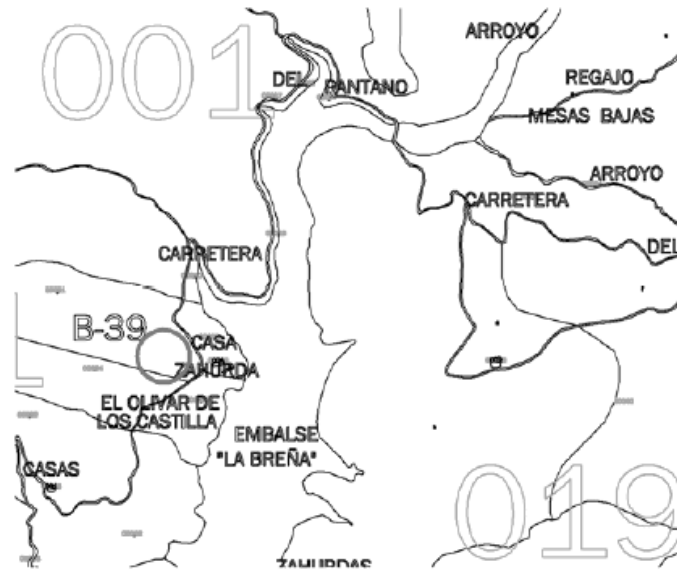 001
ARROYO
DEL PANTANO
REGAJO
MESAS BAJAS
ARROYO
CARRETERA
CARRETERA
DEL
B-39
CASA
ZAHURDA
EL OLIVAR DE
LOS CASTILLA
EMBALSE
"LA BREÑA"
CASAS
019
ZAHURDAS